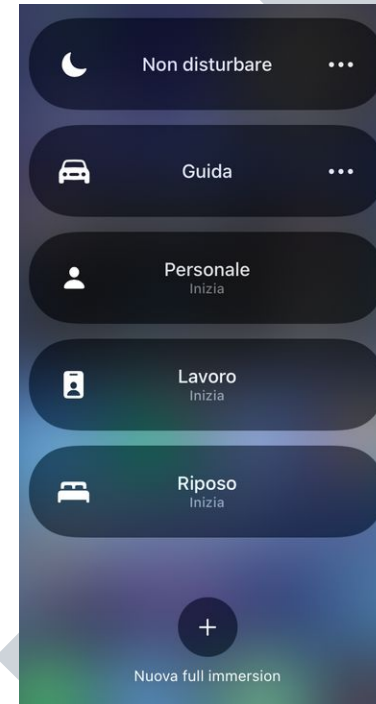 Non disturbare
Guida
Personale
Inizia
Lavoro
Inizia
Riposo
Inizia
Nuova full immersion